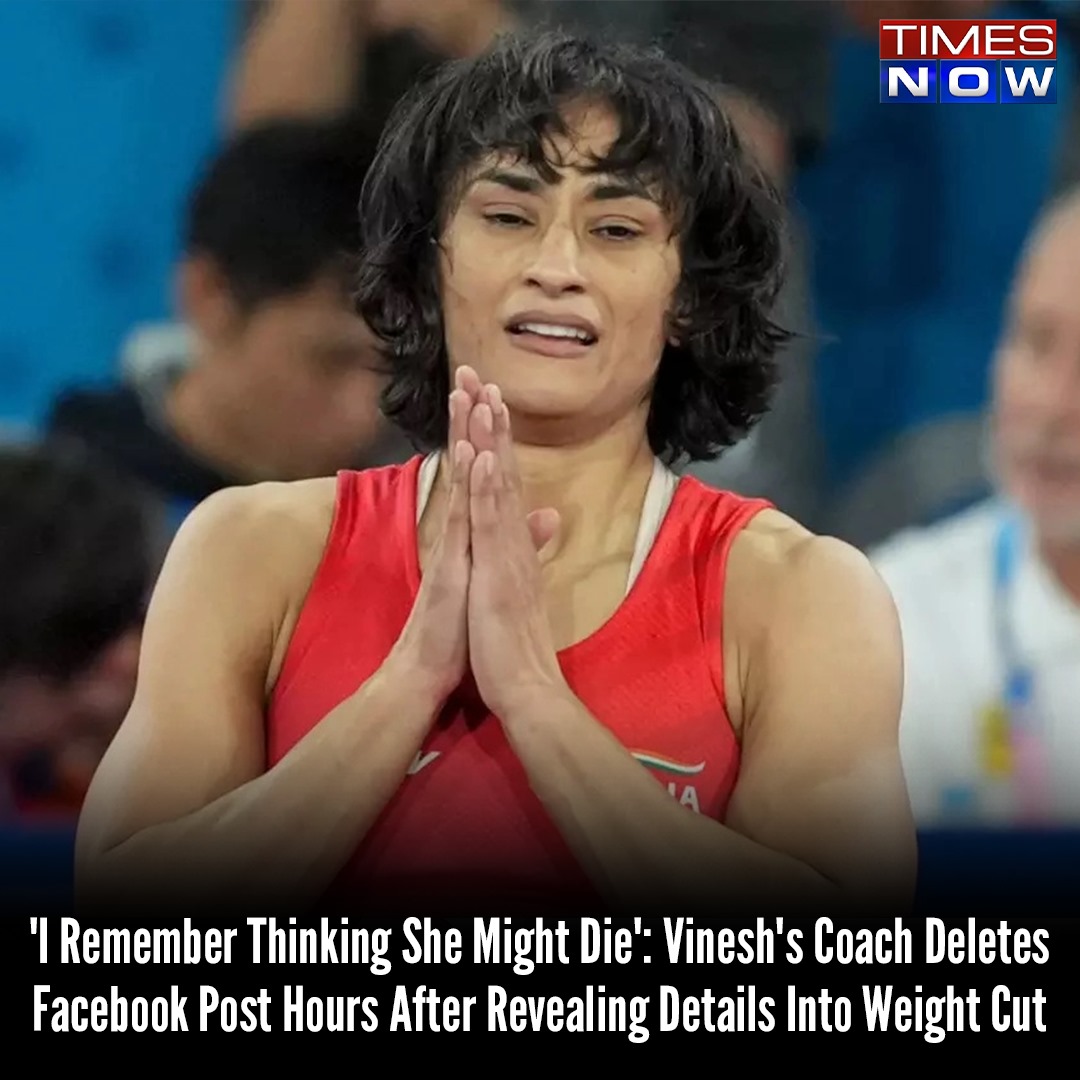 TIMES
NOW
IA
'I Remember Thinking She Might Die': Vinesh's Coach Deletes
Facebook Post Hours After Revealing Details Into Weight Cut